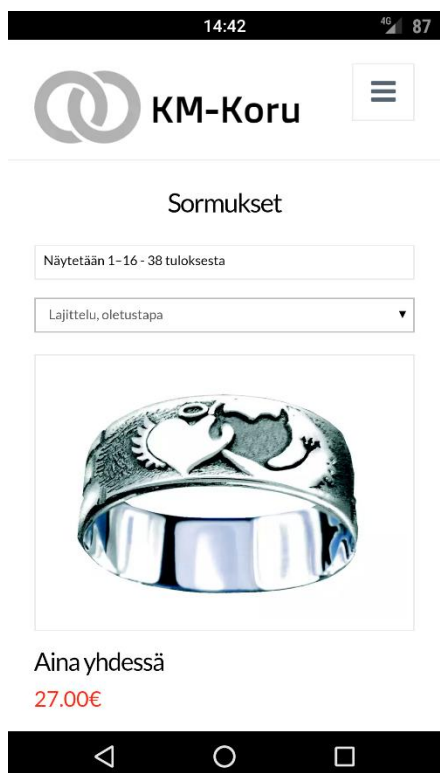 14:42
4G 87
KM-Koru
Sormukset
Näytetään 1–16 - 38 tuloksesta
Lajittelu, oletustapa
Aina yhdessä
27.00€